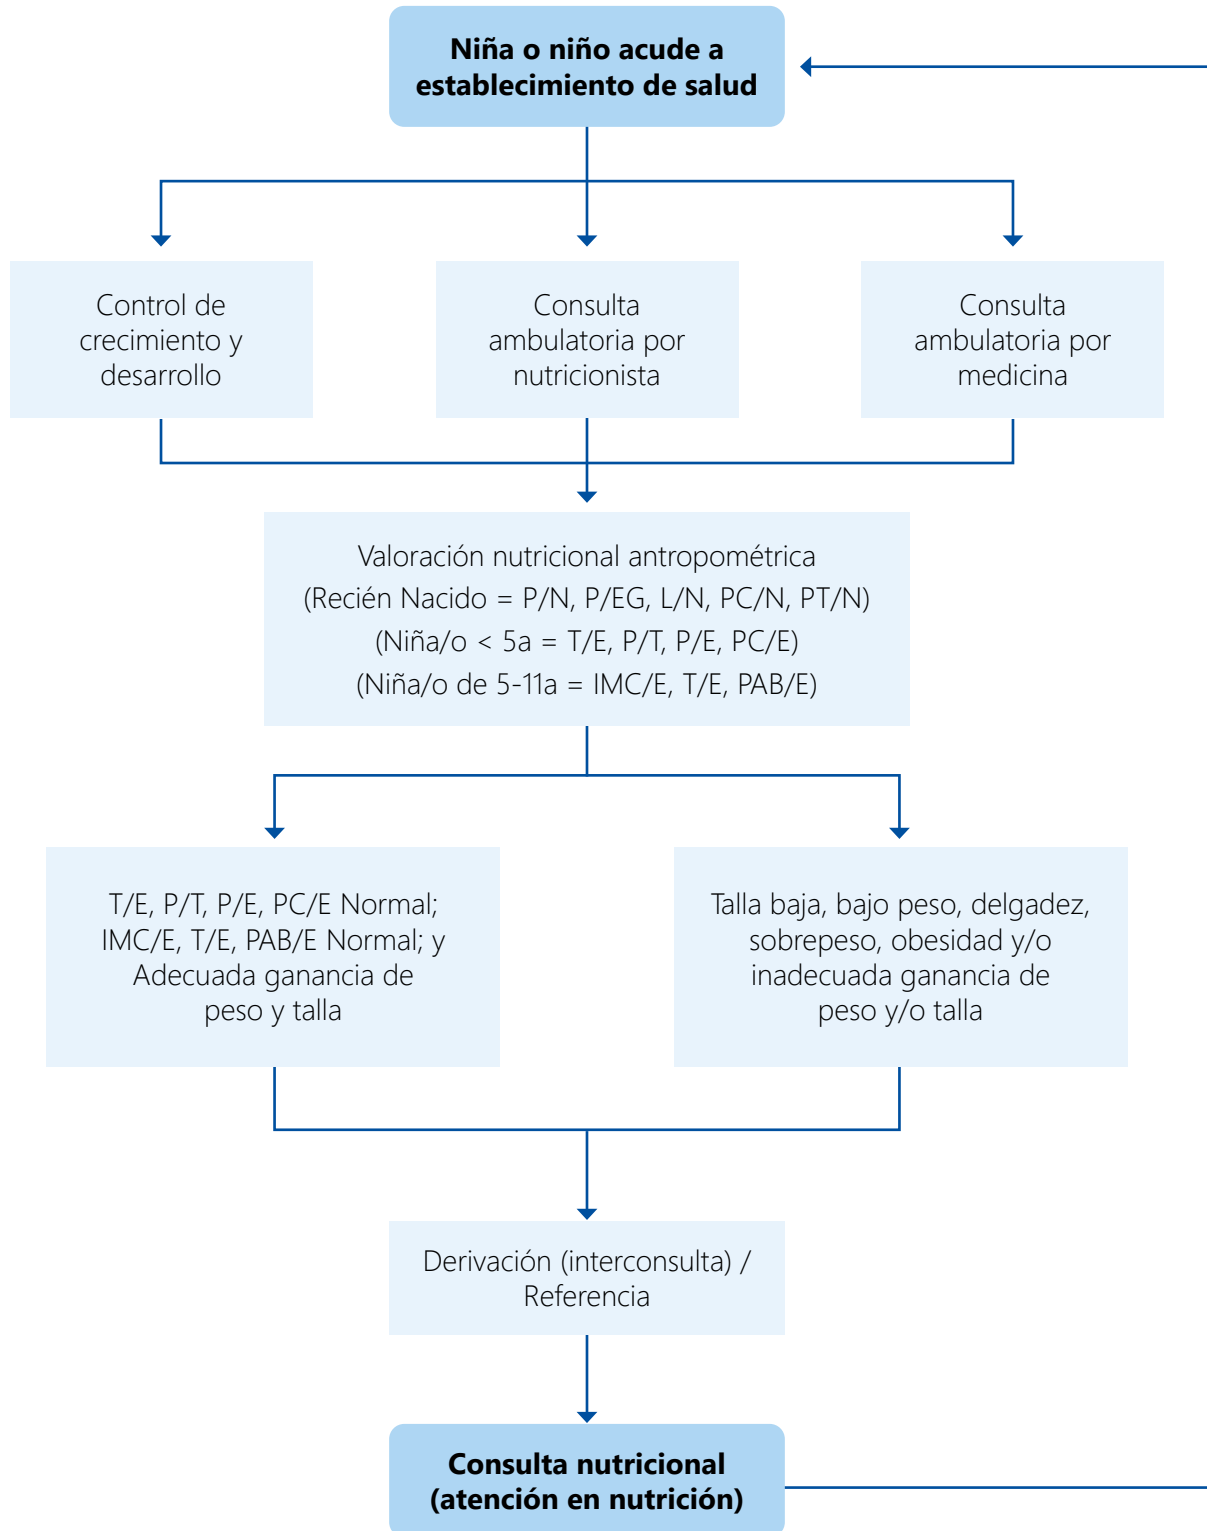 Niña o niño acude a
establecimiento de salud
Control de
crecimiento y
desarrollo
Consulta
ambulatoria por
nutricionista
Consulta
ambulatoria por
medicina
Valoración nutricional antropométrica
(Recién Nacido = P/N, P/EG, L/N, PC/N, PT/N)
(Niña/o < 5a = T/E, P/T, P/E, PC/E)
(Niña/o de 5-11a = IMC/E, T/E, PAB/E)
T/E, P/T, P/E, PC/E Normal;
IMC/E, T/E, PAB/E Normal; y
Adecuada ganancia de
peso y talla
Talla baja, bajo peso, delgadez,
sobrepeso, obesidad y/o
inadecuada ganancia de
peso y/o talla
Derivación (interconsulta) /
Referencia
Consulta nutricional
(atención en nutrición)